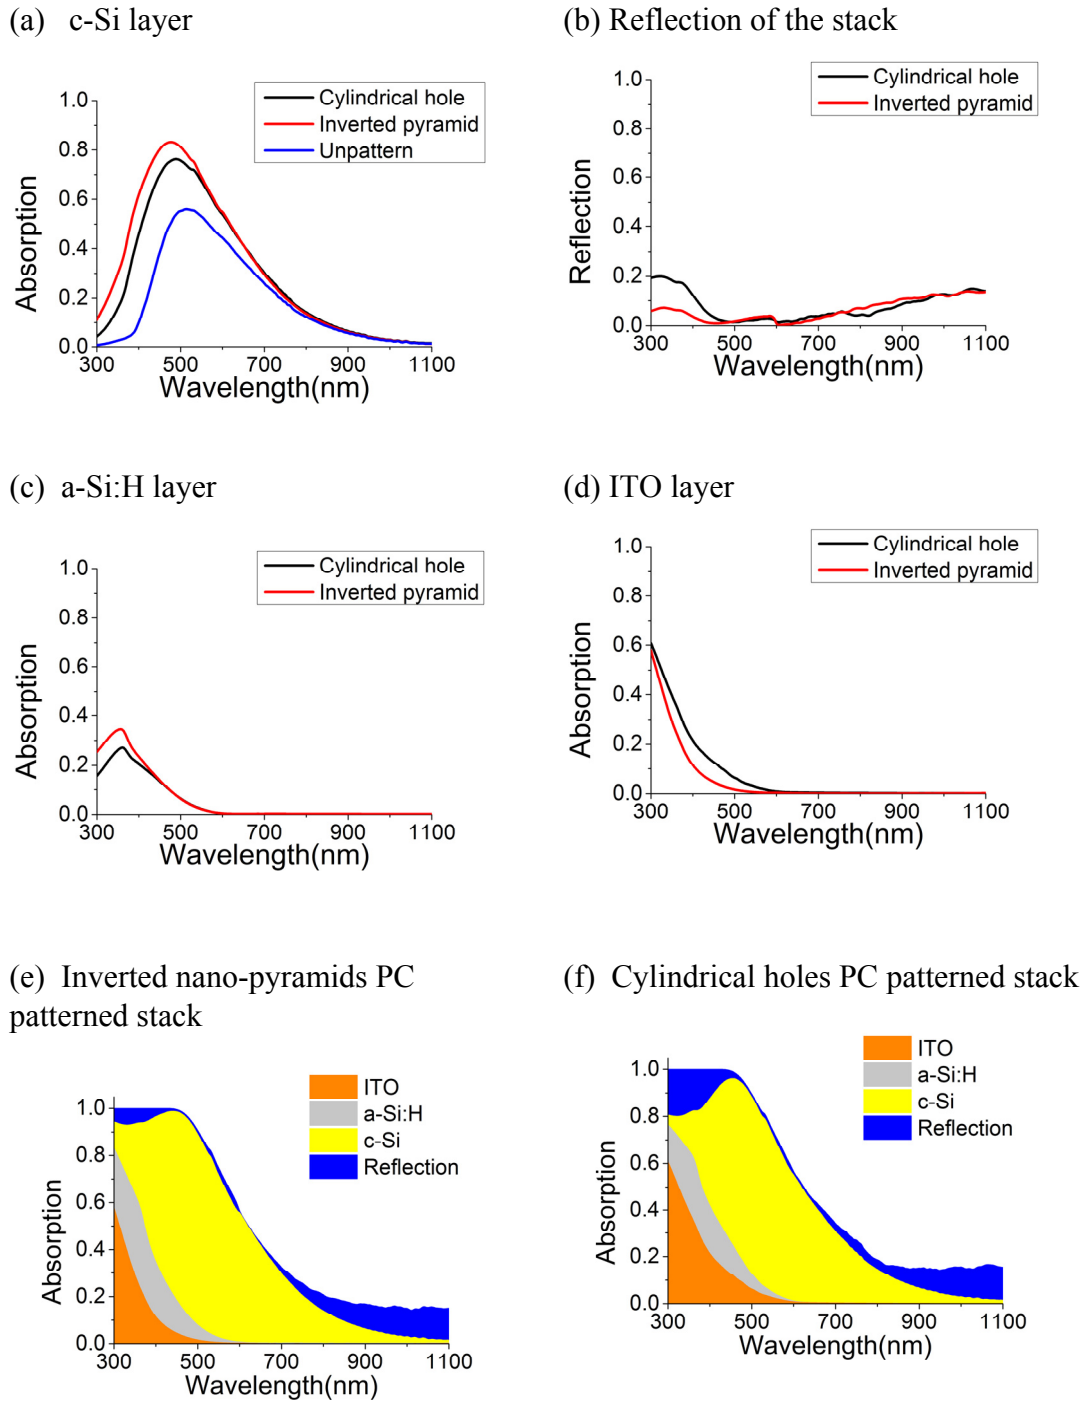 (a) c-Si layer
(b) Reflection of the stack
Cylindrical hole
Inverted pyramid
Unpattern
1.0
0.8
0.6
0.4
0.2
0.0
Absorption
300 500 700 900 1100
Wavelength(nm)
Cylindrical hole
Inverted pyramid
1.0
0.8
0.6
0.4
0.2
0.0
Reflection
300 500 700 900 1100
Wavelength(nm)
(c) a-Si:H layer
(d) ITO layer
Cylindrical hole
Inverted pyramid
1.0
0.8
0.6
0.4
0.2
0.0
Absorption
300 500 700 900 1100
Wavelength(nm)
Cylindrical hole
Inverted pyramid
1.0
0.8
0.6
0.4
0.2
0.0
Absorption
300 500 700 900 1100
Wavelength(nm)
(e) Inverted nano-pyramids PC
patterned stack
(f) Cylindrical holes PC patterned stack
ITO
a-Si:H
c-Si
Reflection
1.0
0.8
0.6
0.4
0.2
0.0
Absorption
300 500 700 900 1100
Wavelength(nm)
ITO
a-Si:H
c-Si
Reflection
1.0
0.8
0.6
0.4
0.2
0.0
Absorption
300 500 700 900 1100
Wavelength(nm)